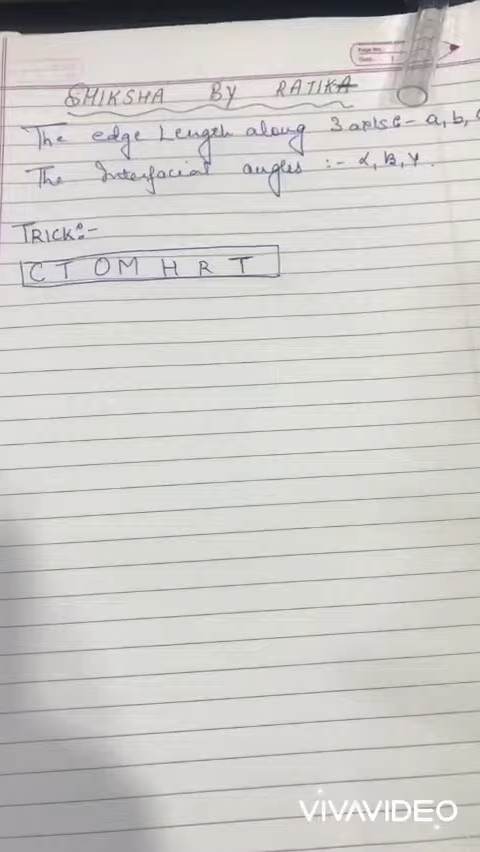 SHIKSHA BY RATIKA
The edge Length along 3 axis :- a, b, c
The Interfacial angles :- α, β, γ.
TRICK :-
C T O M H R T
VIVAVIDEO